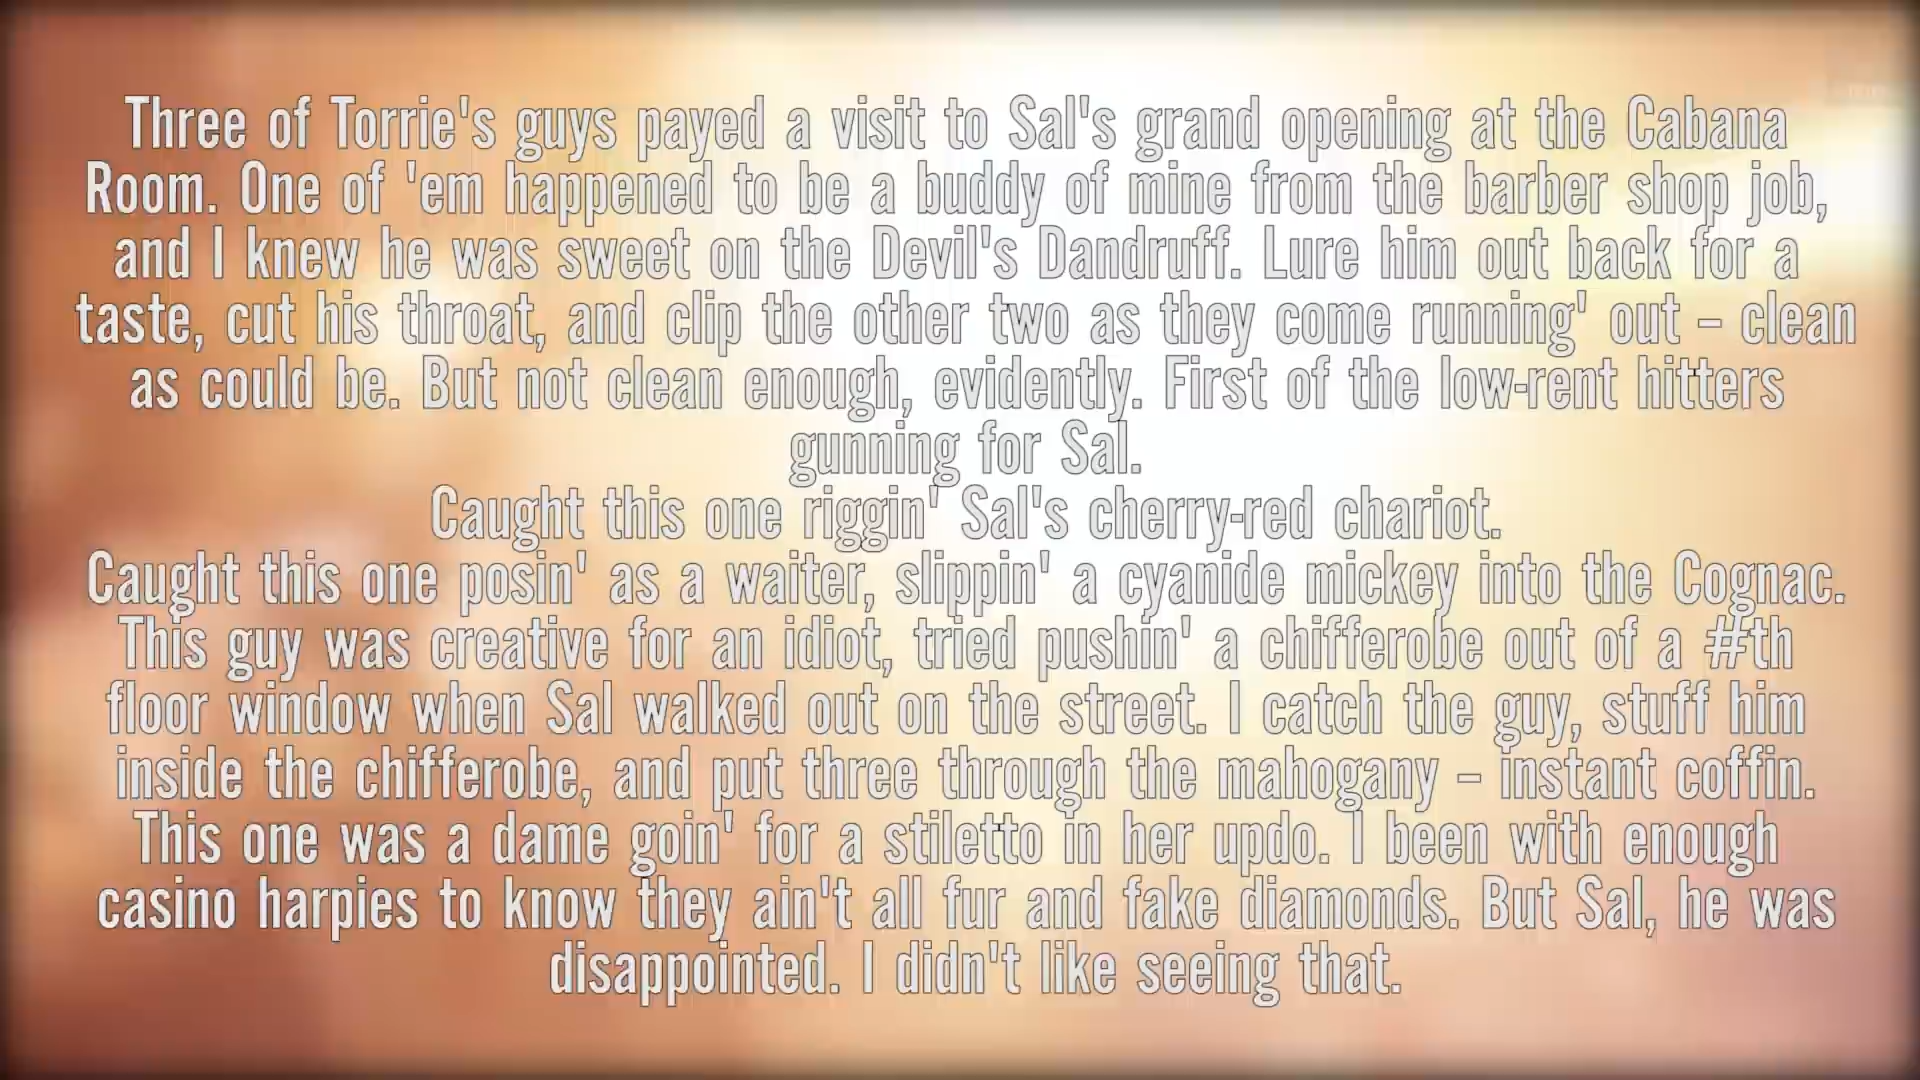 Three of Torrie's guys payed a visit to Sal's grand opening at the Cabana
Room. One of 'em happened to be a buddy of mine from the barber shop job,
and I knew he was sweet on the Devil's Dandruff. Lure him out back for a
taste, cut his throat, and clip the other two as they come running' out – clean
as could be. But not clean enough, evidently. First of the low-rent hitters
gunning for Sal.
Caught this one riggin' Sal's cherry-red chariot.
Caught this one posin' as a waiter, slippin' a cyanide mickey into the Cognac.
This guy was creative for an idiot, tried pushin' a chifferobe out of a #th
floor window when Sal walked out on the street. I catch the guy, stuff him
inside the chifferobe, and put three through the mahogany – instant coffin.
This one was a dame goin' for a stiletto in her updo. I been with enough
casino harpies to know they ain't all fur and fake diamonds. But Sal, he was
disappointed. I didn't like seeing that.